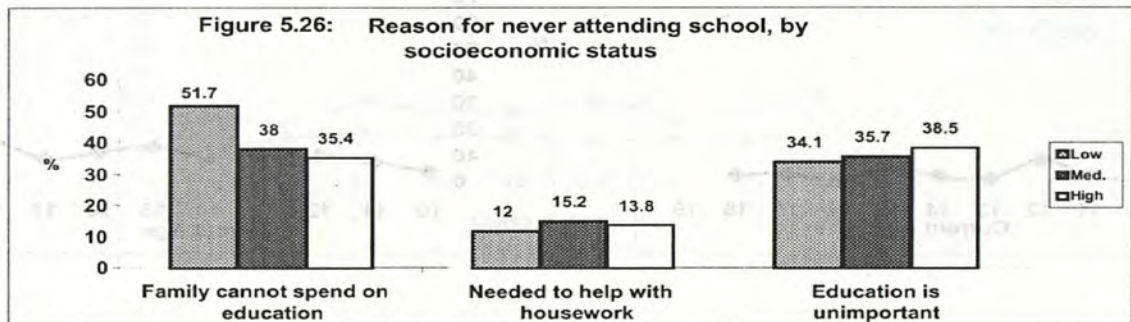 Figure 5.26: Reason for never attending school, by
socioeconomic status
60
50
40
30
20
10
0
%
51.7
38
35.4
12
15.2
13.8
34.1
35.7
38.5
Family cannot spend on
education
Needed to help with
housework
Education is
unimportant
Low
Med.
High